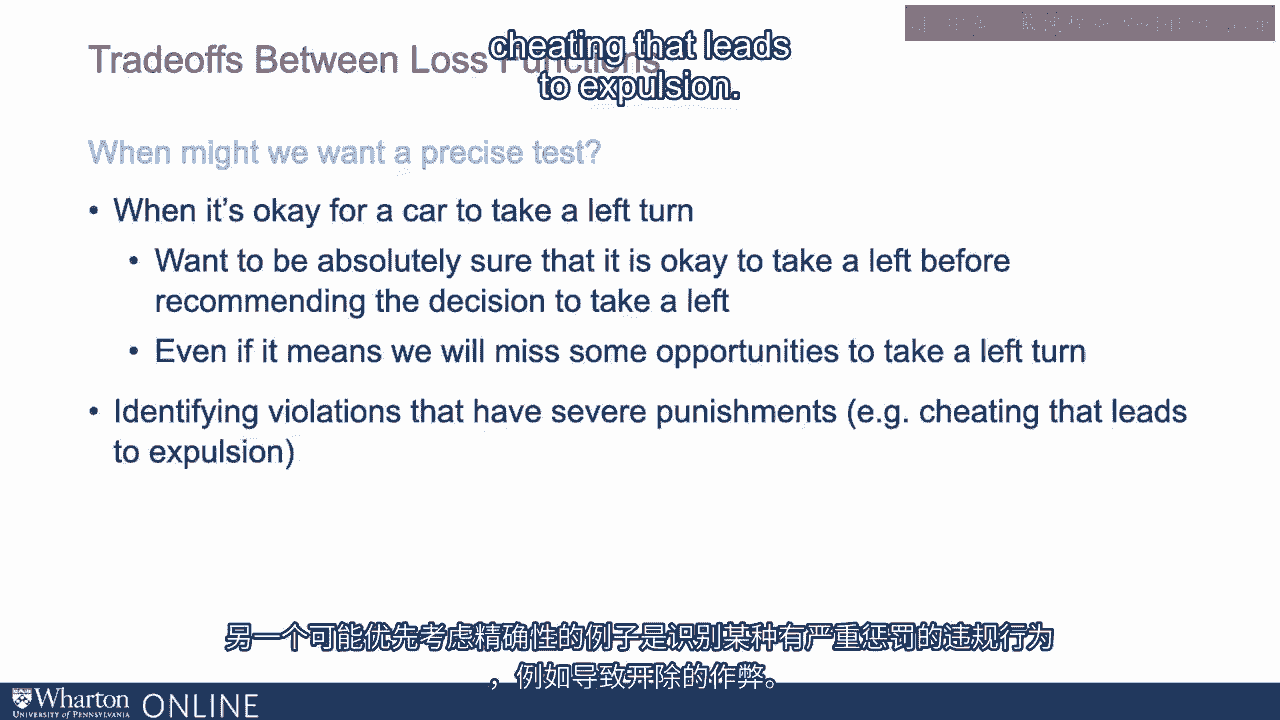 Tradeoffs Between Loss Functions
cheating that leads
to expulsion.
When might we want a precise test?
• When it's okay for a car to take a left turn
• Want to be absolutely sure that it is okay to take a left before
recommending the decision to take a left
• Even if it means we will miss some opportunities to take a left turn
• Identifying violations that have severe punishments (e.g. cheating that leads
to expulsion)
另一个可能优先考虑精确性的例子是识别某种有严重惩罚的违规行为
，例如导致开除的作弊。
Wharton ONLINE
UNIVERSITY of PENNSYLVANIA